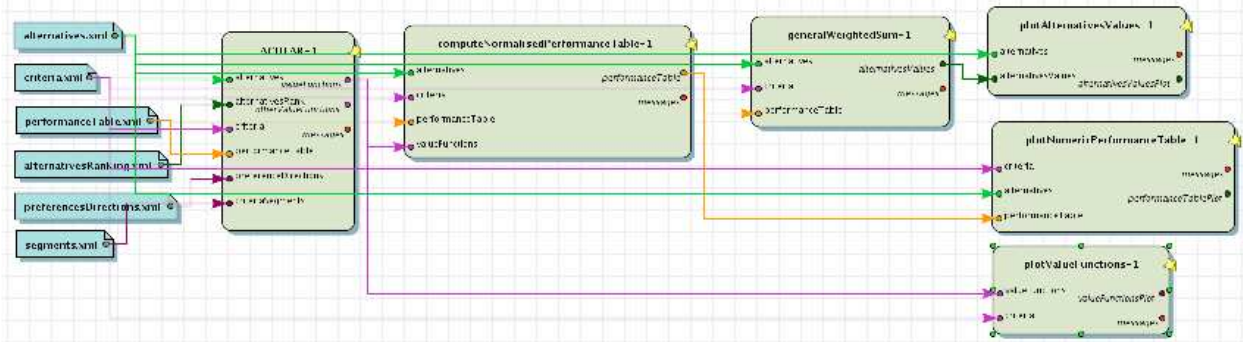 alternatives.xml
criteria.xml
performanceTable.xml
alternativesRanking.xml
preferencesDirections.xml
segments.xml
ACUTAR-1
alternatives
valueFunctions
alternativesRank
otherValueFunctions
criteria
messages
performanceTable
preferenceDirections
criteriaSegments
computeNormalisedPerformanceTable-1
alternatives
performanceTable
criteria
messages
performanceTable
valueFunctions
generalWeightedSum-1
alternatives
alternativesValues
criteria
messages
performanceTable
plotAlternativesValues-1
alternatives
messages
alternativesValues
alternativesValuesPlot
plotNumericPerformanceTable-1
criteria
messages
alternatives
performanceTablePlot
performanceTable
plotValueFunctions-1
valueFunctions
valueFunctionsPlot
criteria
messages